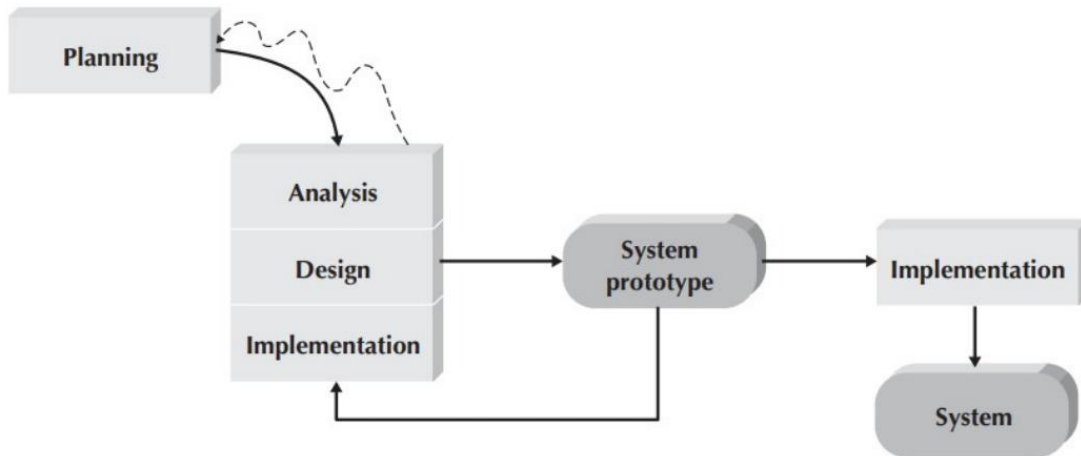 Planning
Analysis
Design
Implementation
System
prototype
Implementation
System